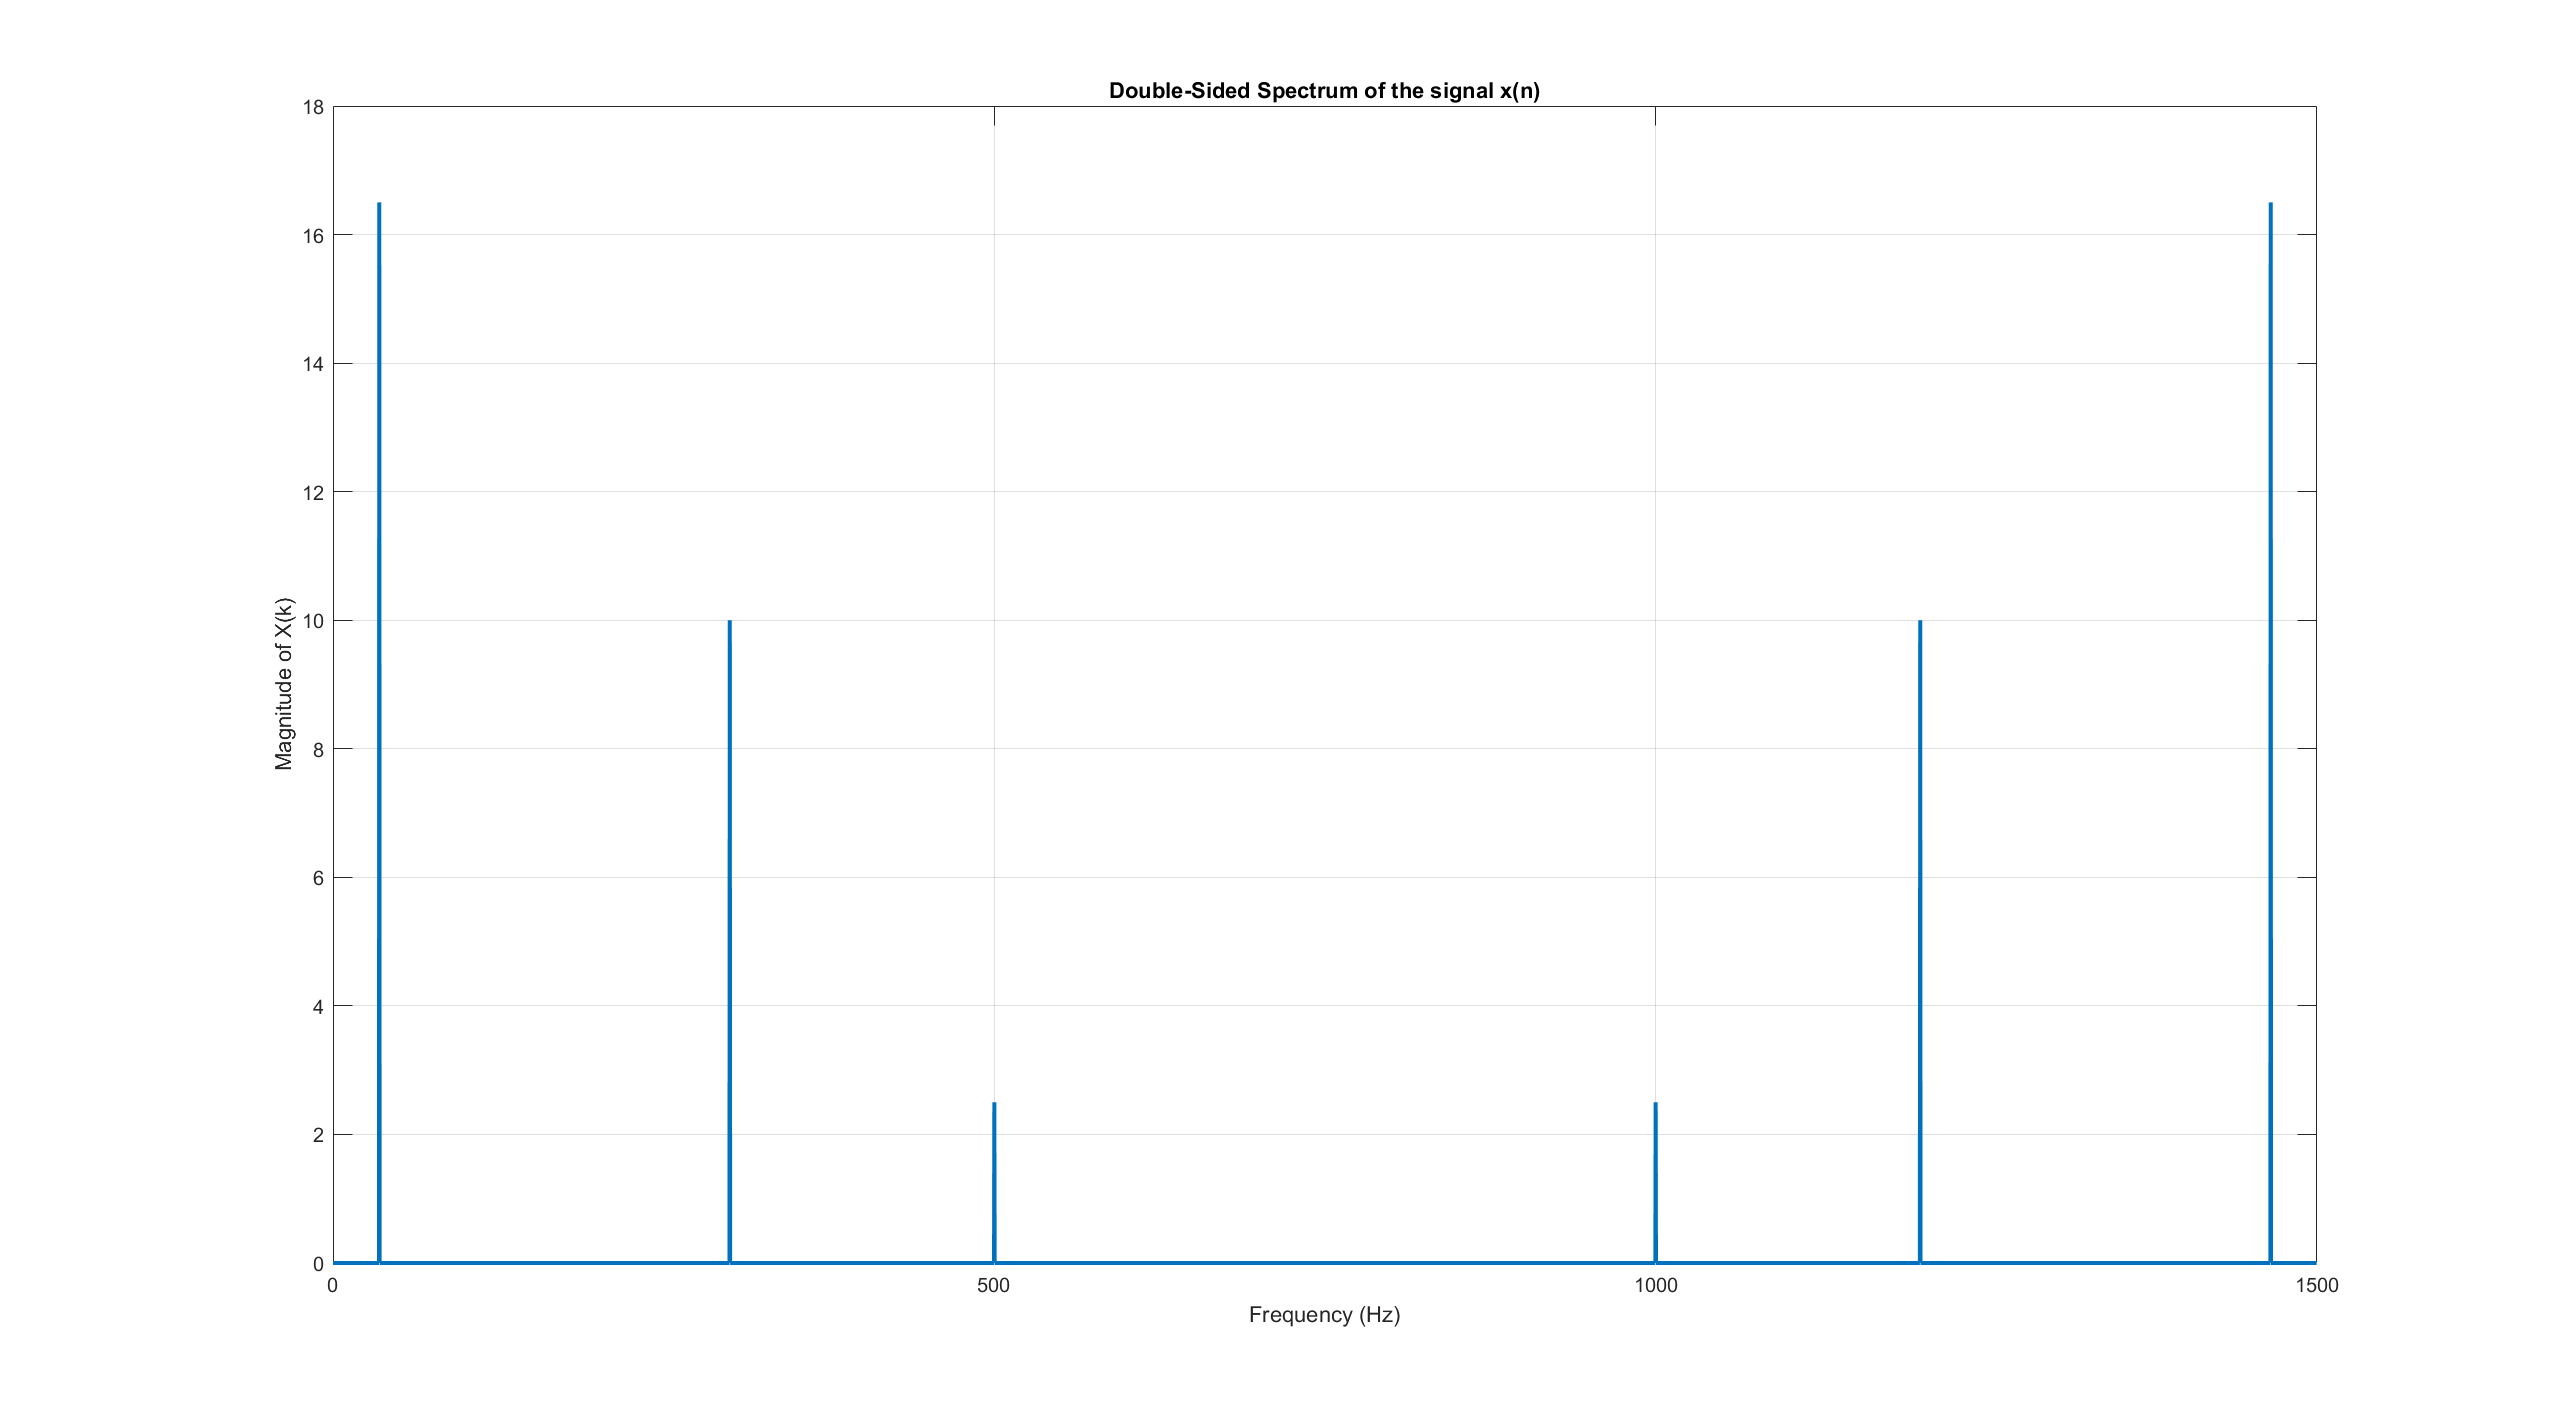 Double-Sided Spectrum of the signal x(n)
18
16
14
12
10
8
6
4
2
0
Magnitude of X(k)
0 500 1000 1500
Frequency (Hz)